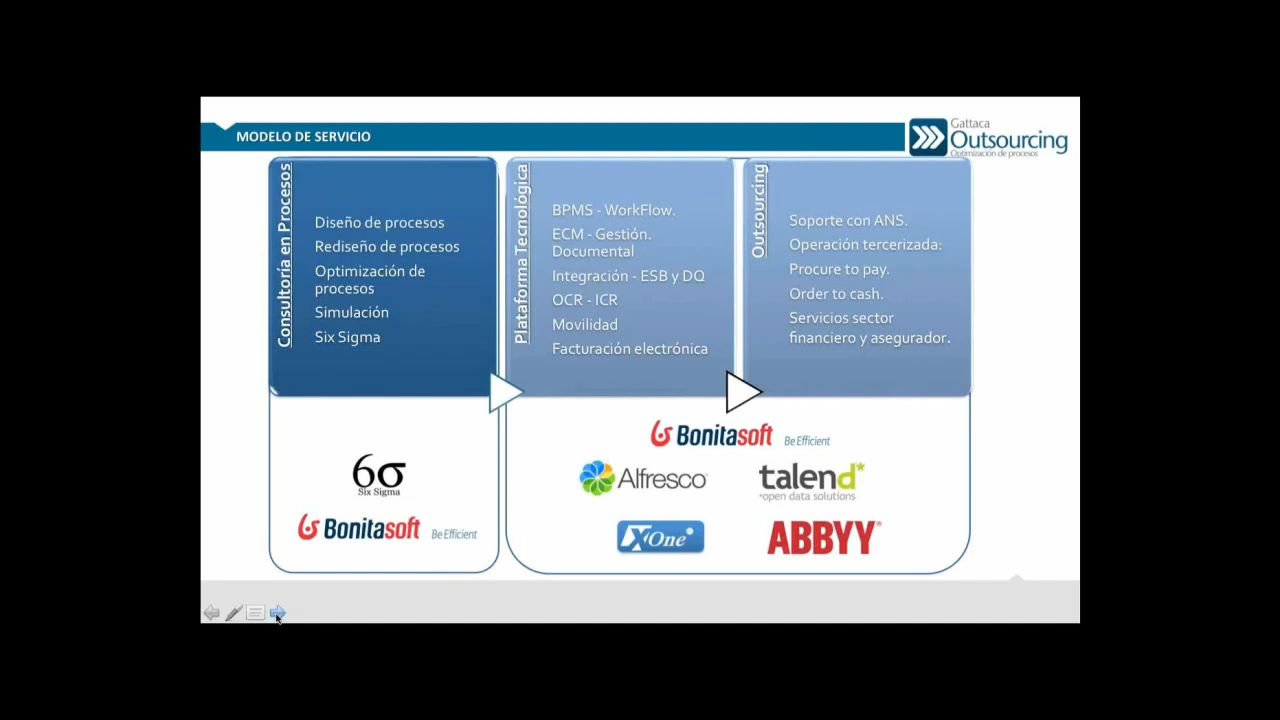 MODELO DE SERVICIO
Gattaca
Outsourcing
Optimización de procesos
Consultoría en Procesos
Diseño de procesos
Rediseño de procesos
Optimización de
procesos
Simulación
Six Sigma
Plataforma Tecnológica
BPMS - WorkFlow.
ECM - Gestión.
Documental
Integración - ESB y DQ
OCR - ICR
Movilidad
Facturación electrónica
Outsourcing
Soporte con ANS.
Operación tercerizada:
Procure to pay.
Order to cash.
Servicios sector
financiero y asegurador.
6σ
Six Sigma
Bonitasoft Be Efficient
Bonitasoft Be Efficient
Alfresco
talend*
*open data solutions
XOne
ABBYY®